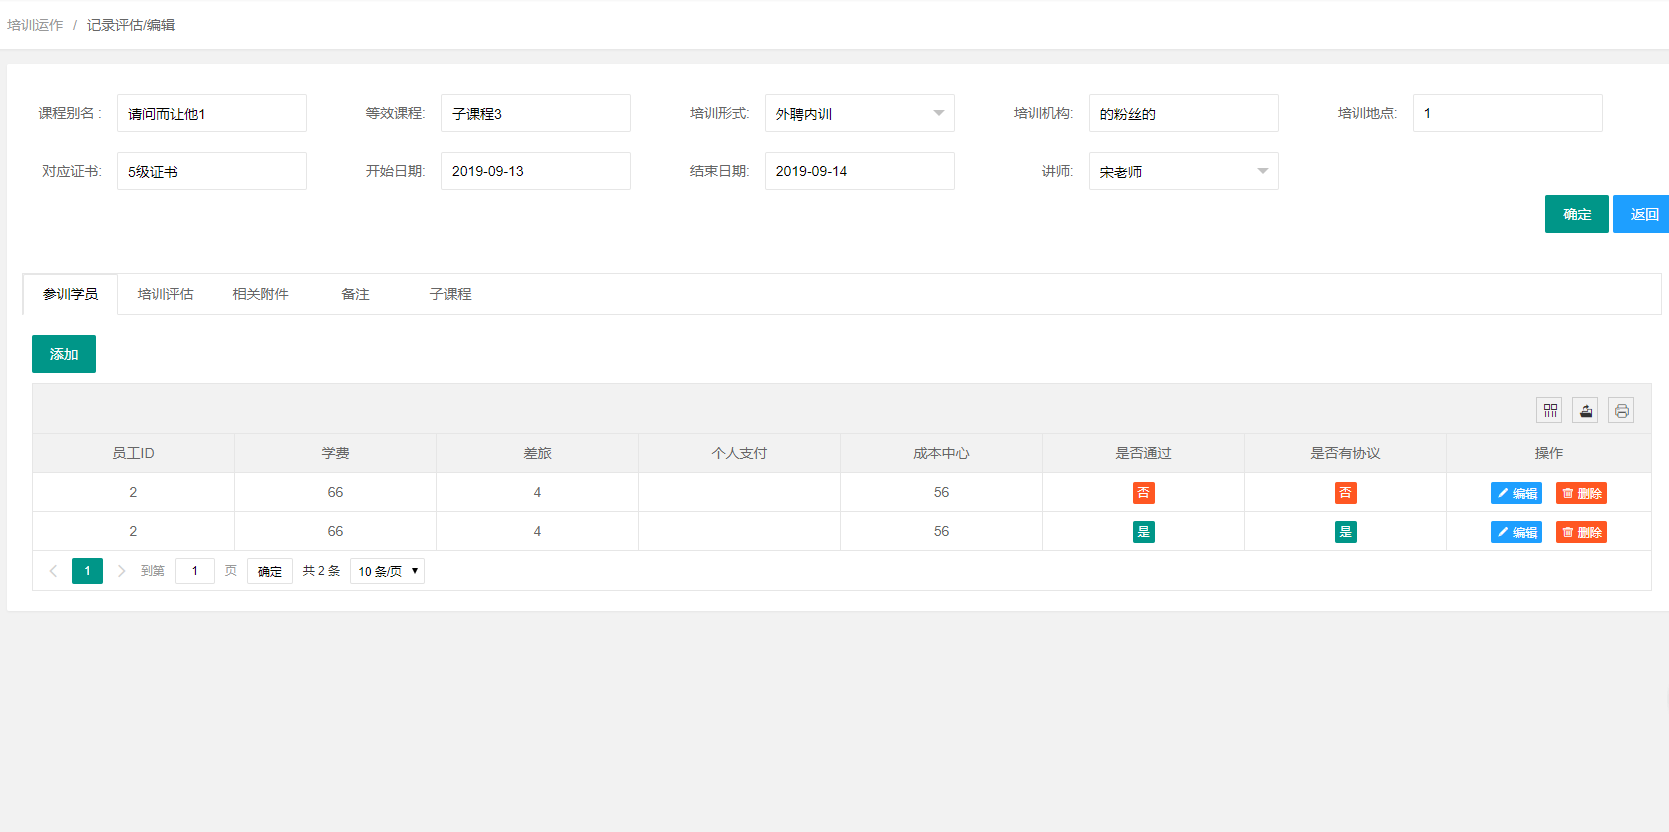 培训运作 / 记录评估/编辑
课程别名 : 请问而让他1 等效课程: 子课程3 培训形式: 外聘内训 培训机构: 的粉丝的 培训地点: 1
对应证书: 5级证书 开始日期: 2019-09-13 结束日期: 2019-09-14 讲师: 宋老师
确定 返回
参训学员 培训评估 相关附件 备注 子课程
添加
员工ID 学费 差旅 个人支付 成本中心 是否通过 是否有协议 操作
2 66 4 56 否 否 编辑 删除
2 66 4 56 是 是 编辑 删除
1 到第 1 页 确定 共 2 条 10 条/页